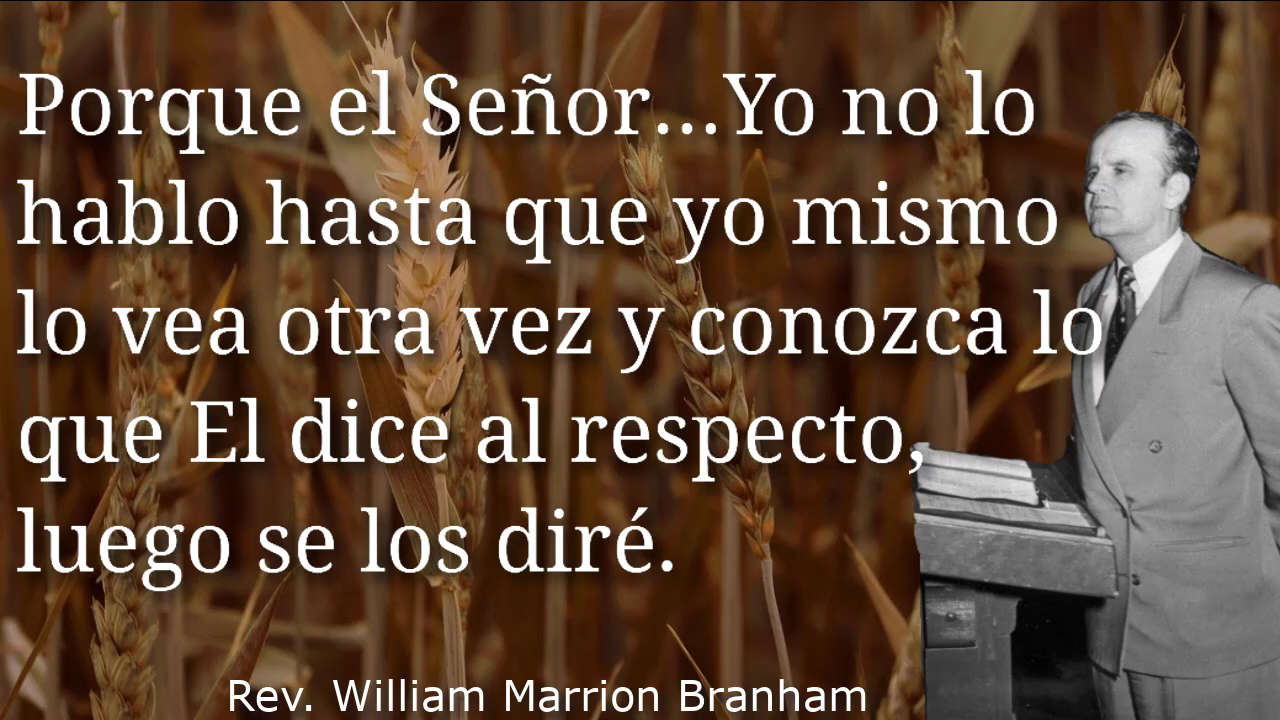 Porque el Señor...Yo no lo
hablo hasta que yo mismo
lo vea otra vez y conozca lo
que El dice al respecto,
luego se los diré.
Rev. William Marrion Branham